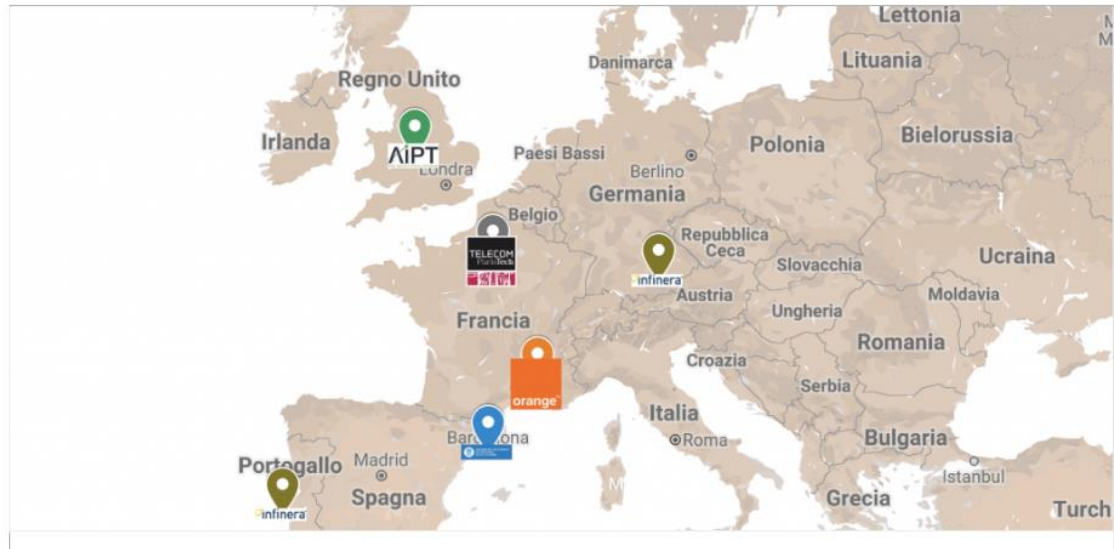 Lettonia
Danimarca
Lituania
Regno Unito
Irlanda
Bielorussia
Polonia
AiPT
Paesi Bassi
Londra
Berlino
Germania
Belgio
Repubblica
Ceca
TELECOM
ParisTech
Ucraina
Slovacchia
infinera
Austria
Moldavia
Ungheria
Francia
Romania
Croazia
Serbia
orange
Italia
Barcelona
Roma
Bulgaria
Portogallo
Madrid
Istanbul
Spagna
Grecia
infinera
Turch